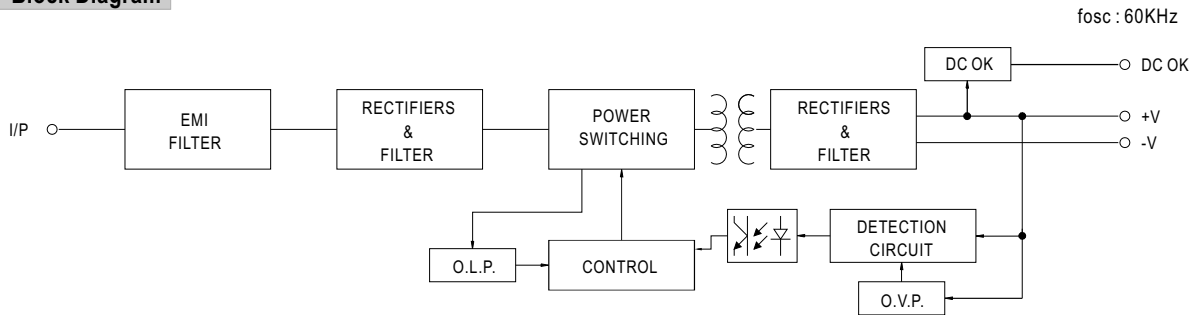 Block Diagram
fosc : 60KHz
DC OK
DC OK
I/P
EMI
FILTER
RECTIFIERS
&
FILTER
POWER
SWITCHING
RECTIFIERS
&
FILTER
+V
-V
O.L.P.
CONTROL
DETECTION
CIRCUIT
O.V.P.